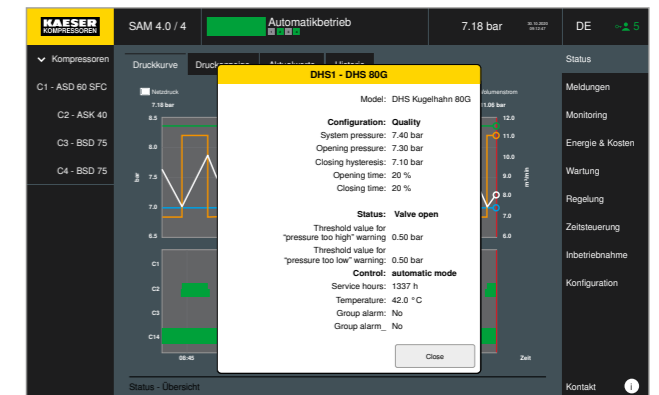 KAESER
KOMPRESSOREN
SAM 4.0 / 4
Automatikbetrieb
7.18 bar
30.10.2020
09:13:47
DE
5
Kompressoren
C1 - ASD 60 SFC
C2 - ASK 40
C3 - BSD 75
C4 - BSD 75
Druckkurve
Netzdruck
7.18 bar
11.06 bar
8.5
8.0
7.5
7.0
6.5
bar
12.0
11.0
10.0
9.0
8.0
7.0
6.0
m³/min
C1
C2
C3
C14
08:45
Zeit
DHS1 - DHS 80G
Model: DHS Kugelhahn 80G
Configuration: Quality
System pressure: 7.40 bar
Opening pressure: 7.30 bar
Closing hysteresis: 7.10 bar
Opening time: 20 %
Closing time: 20 %
Status: Valve open
Threshold value for
"pressure too high" warning 0.50 bar
Threshold value for
"pressure too low" warning: 0.50 bar
Control: automatic mode
Service hours: 1337 h
Temperature: 42.0 °C
Group alarm: No
Group alarm_ No
Close
Status
Meldungen
Monitoring
Energie & Kosten
Wartung
Regelung
Zeitsteuerung
Inbetriebnahme
Konfiguration
Status - Übersicht
Kontakt
i